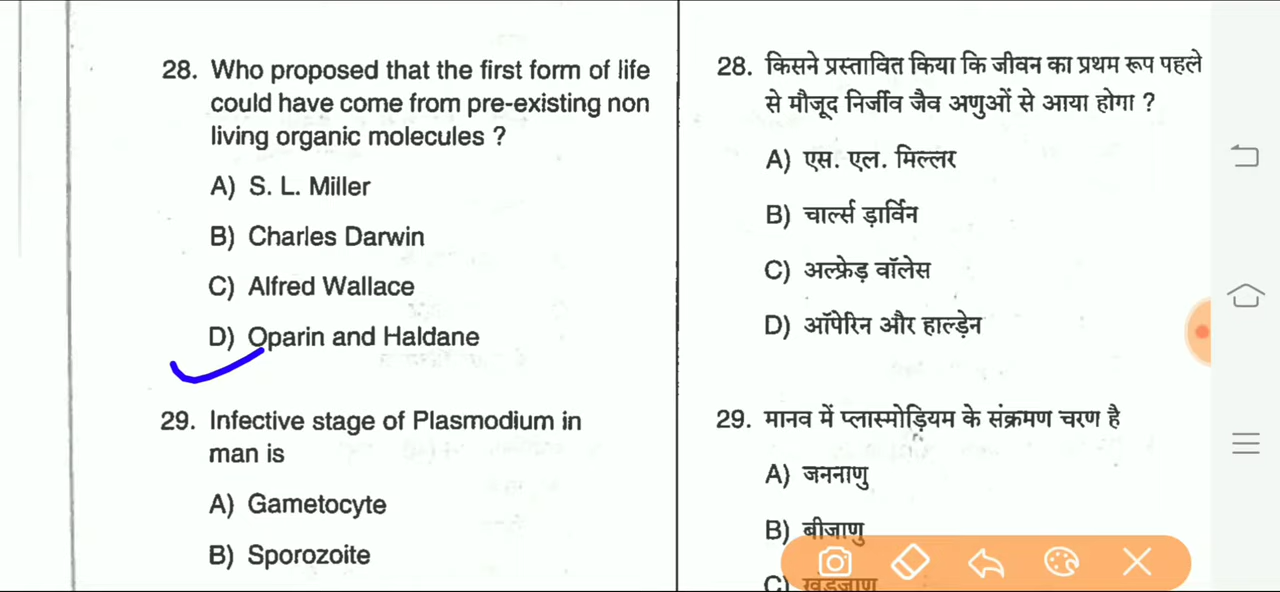 28. Who proposed that the first form of life
could have come from pre-existing non
living organic molecules ?
A) S. L. Miller
B) Charles Darwin
C) Alfred Wallace
D) Oparin and Haldane
29. Infective stage of Plasmodium in
man is
A) Gametocyte
B) Sporozoite
28. किसने प्रस्तावित किया कि जीवन का प्रथम रूप पहले
से मौजूद निर्जीव जैव अणुओं से आया होगा ?
A) एस. एल. मिल्लर
B) चार्ल्स ड़ार्विन
C) अल्फ्रेड़ वॉलेस
D) ऑपेरिन और हाल्ड़ेन
29. मानव में प्लास्मोड़ियम के संक्रमण चरण है
A) जननाणु
B) बीजाणु
C) खंडजाणु